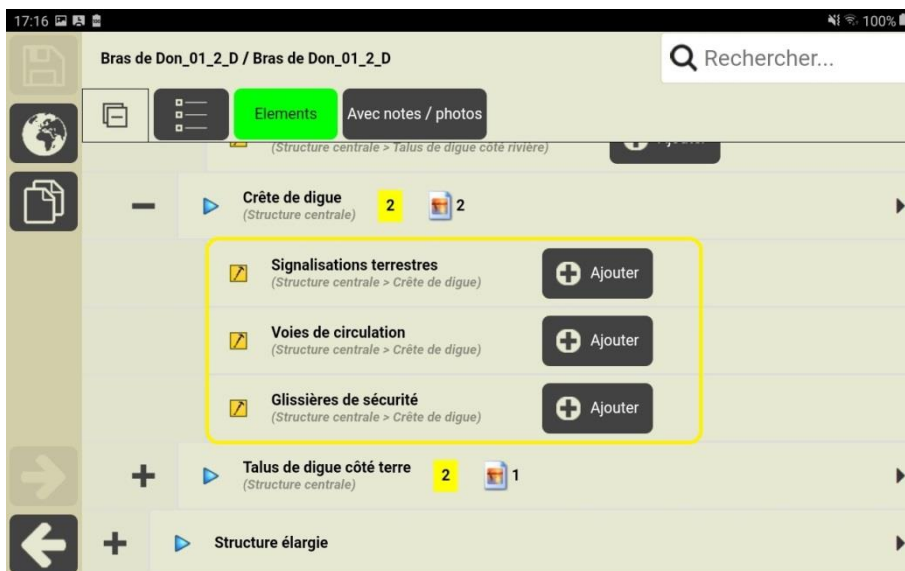 17:16 100%
Bras de Don_01_2_D / Bras de Don_01_2_D
Rechercher...
Elements
Avec notes / photos
(Structure centrale > Talus de digue côté rivière)
Ajouter
Crête de digue
(Structure centrale)
2
2
Signalisations terrestres
(Structure centrale > Crête de digue)
Ajouter
Voies de circulation
(Structure centrale > Crête de digue)
Ajouter
Glissières de sécurité
(Structure centrale > Crête de digue)
Ajouter
Talus de digue côté terre
(Structure centrale)
2
1
Structure élargie